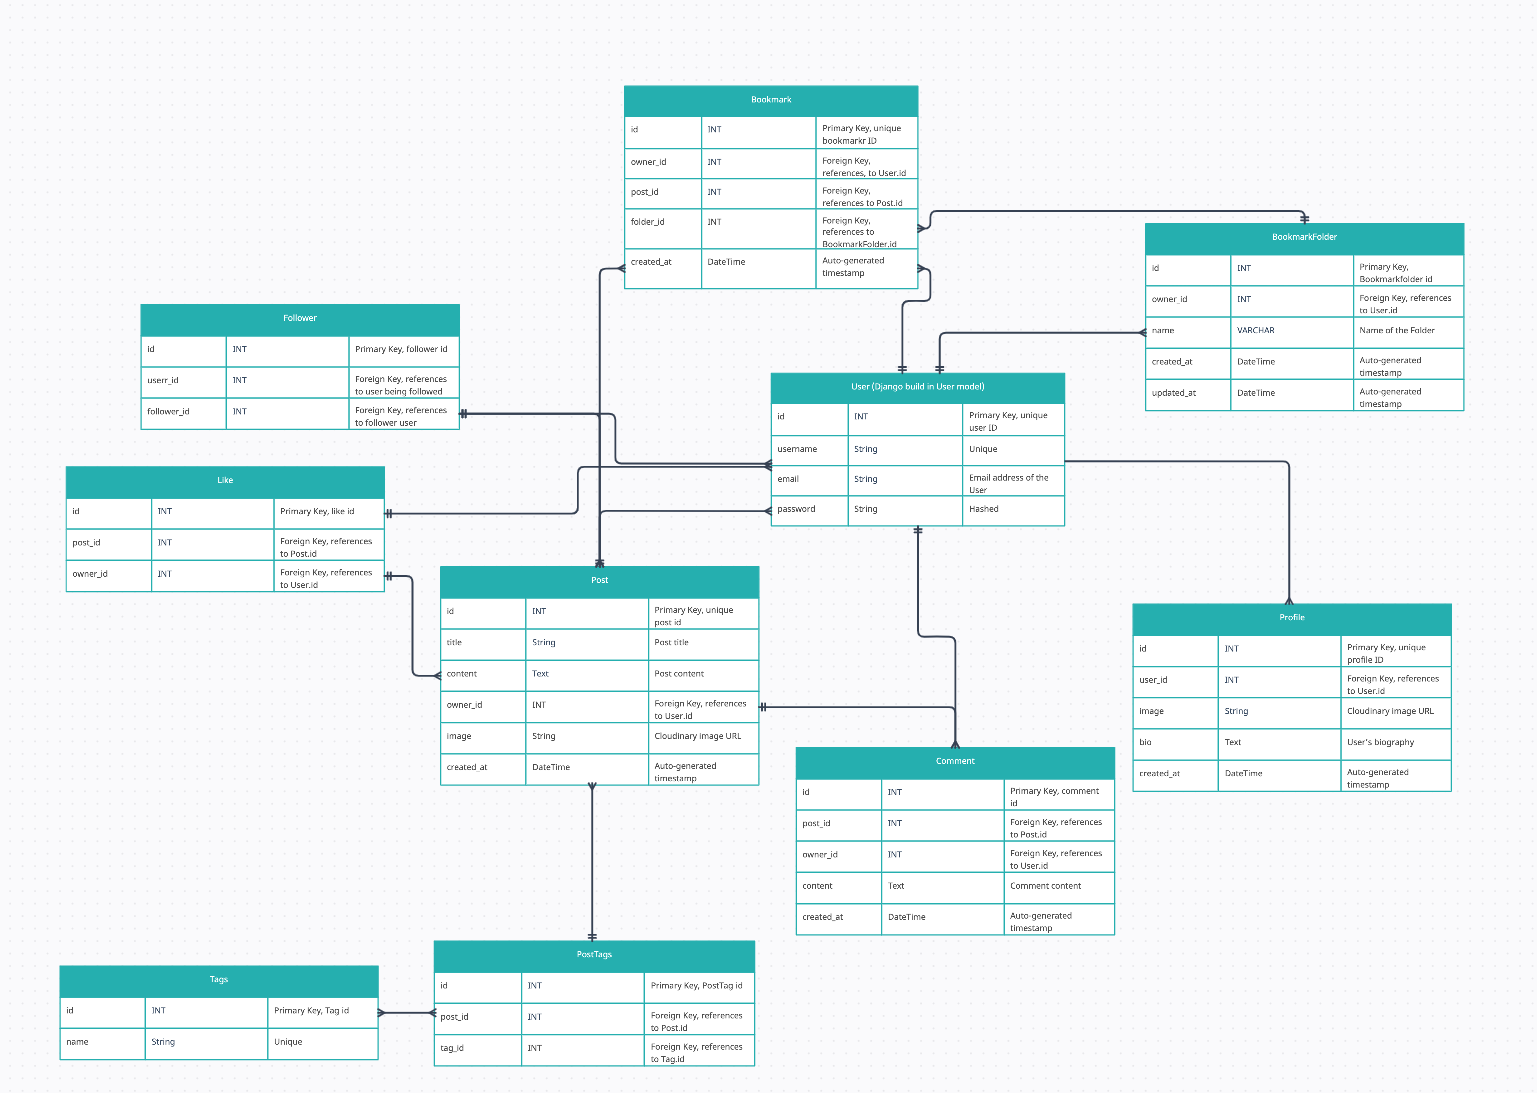 Bookmark
id
INT
Primary Key, unique
bookmarkr ID
owner_id
INT
Foreign Key,
references, to User.id
post_id
INT
Foreign Key,
references to Post.id
folder_id
INT
Foreign Key,
references to
BookmarkFolder.id
created_at
DateTime
Auto-generated
timestamp
BookmarkFolder
id
INT
Primary Key,
Bookmarkfolder id
owner_id
INT
Foreign Key, references
to User.id
name
VARCHAR
Name of the Folder
created_at
DateTime
Auto-generated
timestamp
updated_at
DateTime
Auto-generated
timestamp
Follower
id
INT
Primary Key, follower id
userr_id
INT
Foreign Key, references
to user being followed
follower_id
INT
Foreign Key, references
to follower user
User (Django build in User model)
id
INT
Primary Key, unique
user ID
username
String
Unique
email
String
Email address of the
User
password
String
Hashed
Like
id
INT
Primary Key, like id
post_id
INT
Foreign Key, references
to Post.id
owner_id
INT
Foreign Key, references
to User.id
Post
id
INT
Primary Key, unique
post id
title
String
Post title
content
Text
Post content
owner_id
INT
Foreign Key, references
to User.id
image
String
Cloudinary image URL
created_at
DateTime
Auto-generated
timestamp
Profile
id
INT
Primary Key, unique
profile ID
user_id
INT
Foreign Key, references
to User.id
image
String
Cloudinary image URL
bio
Text
User's biography
created_at
DateTime
Auto-generated
timestamp
Comment
id
INT
Primary Key, comment
id
post_id
INT
Foreign Key, references
to Post.id
owner_id
INT
Foreign Key, references
to User.id
content
Text
Comment content
created_at
DateTime
Auto-generated
timestamp
PostTags
id
INT
Primary Key, PostTag id
post_id
INT
Foreign Key, references
to Post.id
tag_id
INT
Foreign Key, references
to Tag.id
Tags
id
INT
Primary Key, Tag id
name
String
Unique